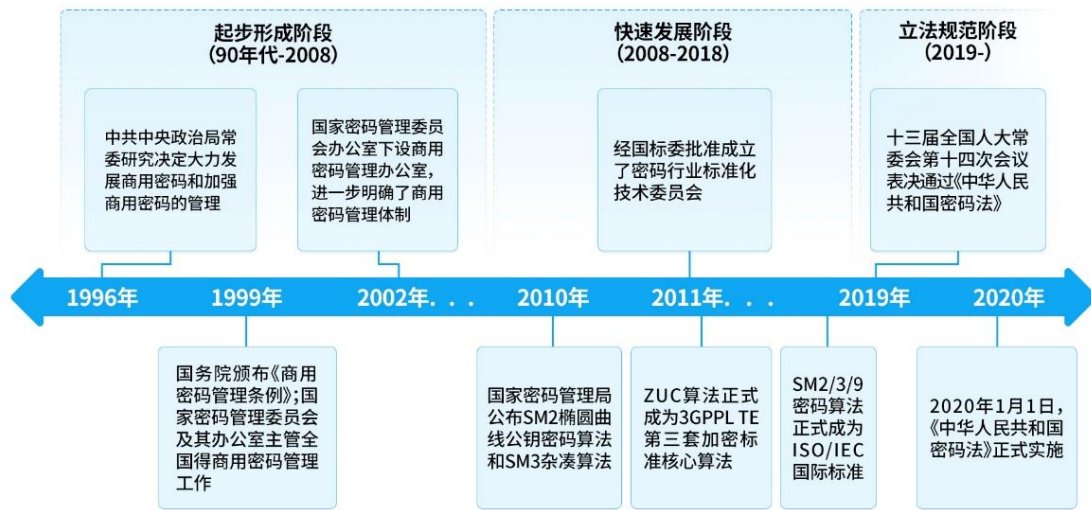 起步形成阶段
(90年代-2008)
快速发展阶段
(2008-2018)
立法规范阶段
(2019-)
中共中央政治局常
委研究决定大力发
展商用密码和加强
商用密码的管理
国家密码管理委员
会办公室下设商用
密码管理办公室，
进一步明确了商用
密码管理体制
经国标委批准成立
了密码行业标准化
技术委员会
十三届全国人大常
委会第十四次会议
表决通过《中华人民
共和国密码法》
1996年
1999年
2002年. . .
2010年
2011年. . .
2019年
2020年
国务院颁布《商用
密码管理条例》;国
家密码管理委员会
及其办公室主管全
国得商用密码管理
工作
国家密码管理局
公布SM2椭圆曲
线公钥密码算法
和SM3杂凑算法
ZUC算法正式
成为3GPPL TE
第三套加密标
准核心算法
SM2/3/9
密码算法
正式成为
ISO/IEC
国际标准
2020年1月1日，
《中华人民共和国
密码法》正式实施